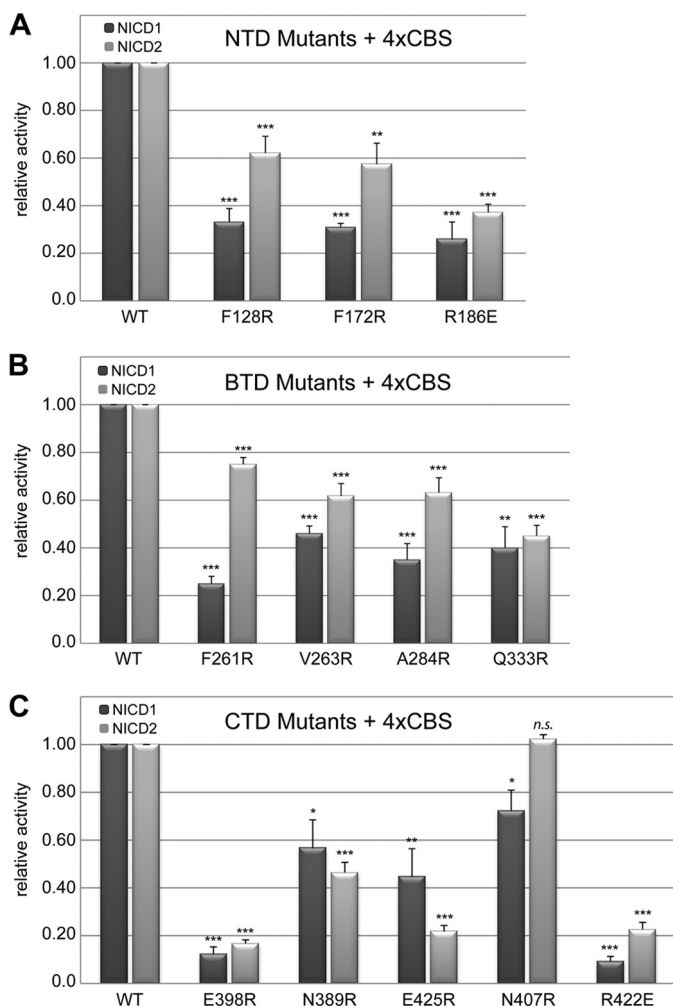 A
NICD1
NICD2
NTD Mutants + 4xCBS
relative activity
1.00
0.80
0.60
0.40
0.20
0.0
***
***
***
**
***
***
WT F128R F172R R186E
B
NICD1
NICD2
BTD Mutants + 4xCBS
relative activity
1.00
0.80
0.60
0.40
0.20
0.0
***
***
***
***
***
***
**
***
WT F261R V263R A284R Q333R
C
NICD1
NICD2
CTD Mutants + 4xCBS
relative activity
1.00
0.80
0.60
0.40
0.20
0.0
***
***
*
***
**
***
*
n.s.
***
***
WT E398R N389R E425R N407R R422E